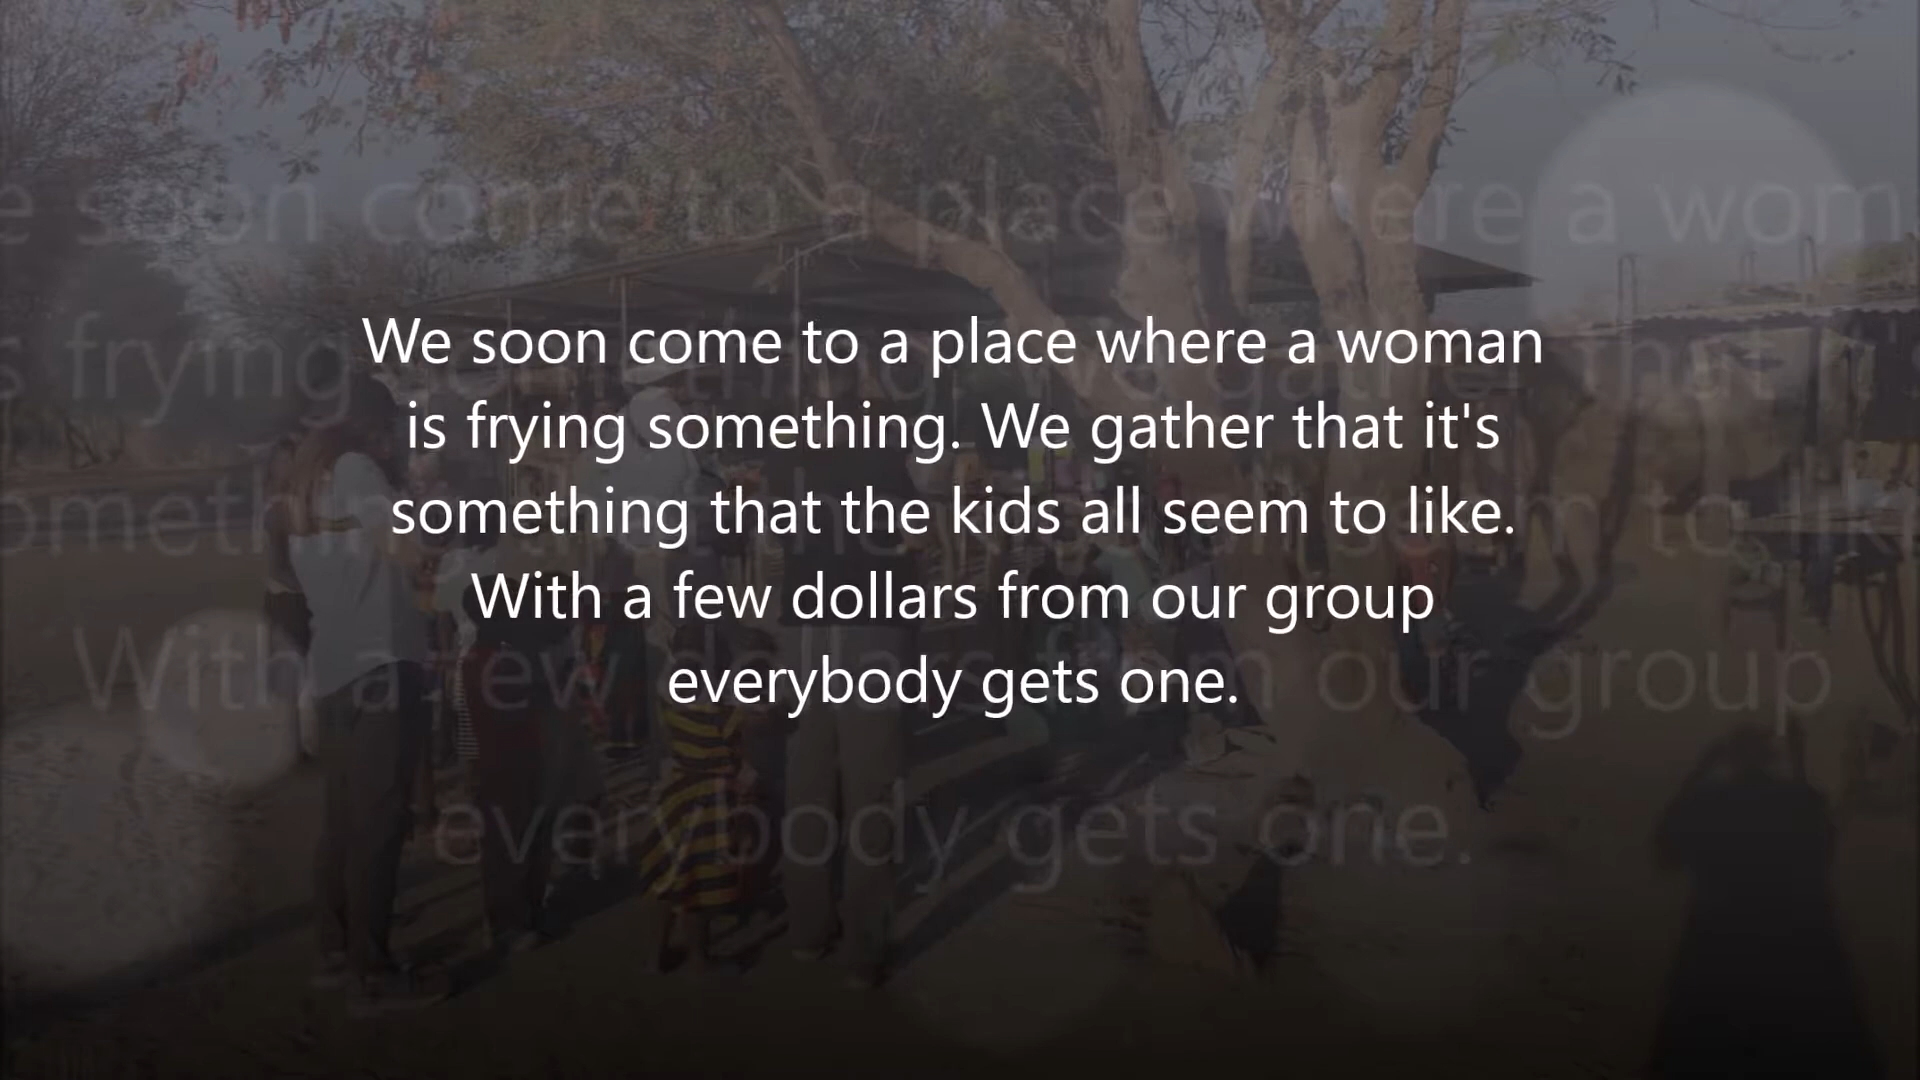 We soon come to a place where a woman
is frying something. We gather that it's
something that the kids all seem to like.
With a few dollars from our group
everybody gets one.